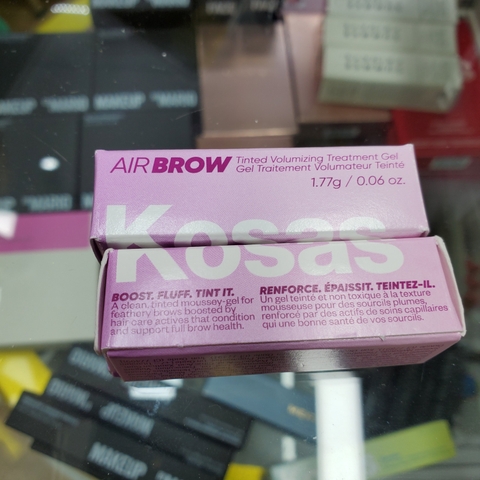 AIRBROW Tinted Volumizing Treatment Gel
Gel Traitement Volumateur Teinté
1.77g / 0.06 oz.
Kosas
BOOST. FLUFF. TINT IT.
A clean, tinted moussey-gel for
feathery brows boosted by
hair care actives that condition
and support full brow health.
RENFORCE. ÉPAISSIT. TEINTEZ-IL.
Un gel teinté et non toxique à la texture
mousseuse pour des sourcils plumes,
renforcé par des actifs de soins capillaires
qui une bonne santé de vos sourcils.
MAKEUP
MAKEUP